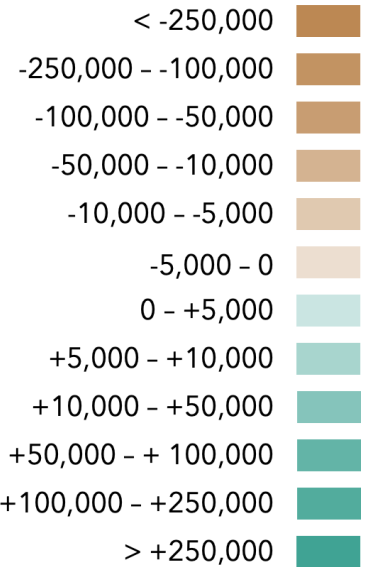 < -250,000
-250,000 – -100,000
-100,000 – -50,000
-50,000 – -10,000
-10,000 – -5,000
-5,000 – 0
0 – +5,000
+5,000 – +10,000
+10,000 – +50,000
+50,000 – + 100,000
+100,000 – +250,000
> +250,000